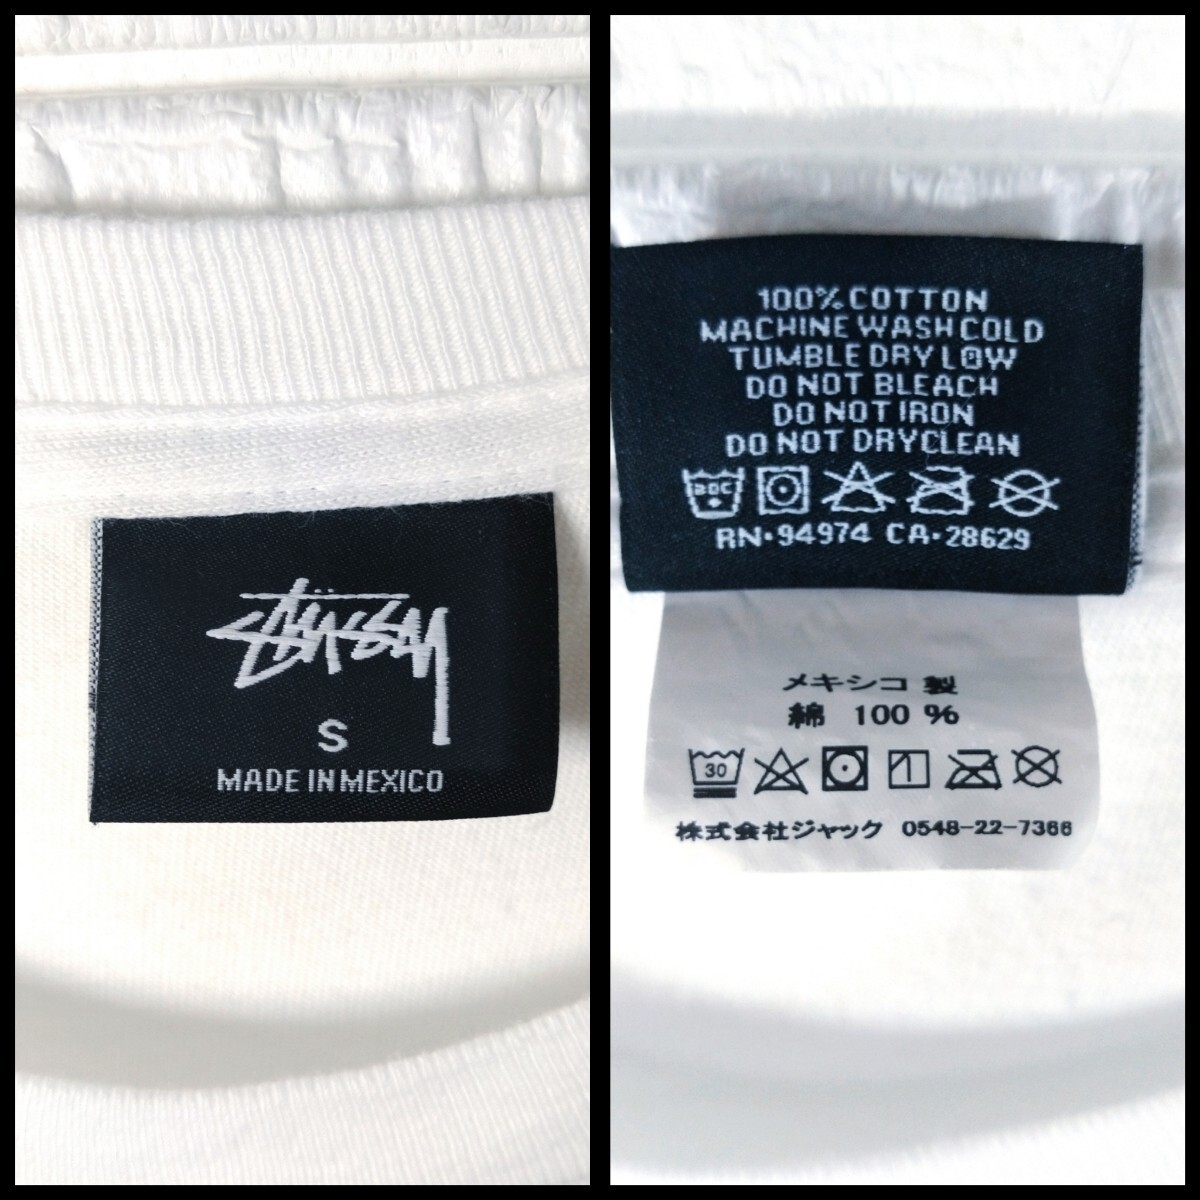 STÜSSY
S
MADE IN MEXICO
100% COTTON
MACHINE WASH COLD
TUMBLE DRY LOW
DO NOT BLEACH
DO NOT IRON
DO NOT DRYCLEAN
30C
RN·94974 CA·28629
メキシコ 製
綿 100 %
30
株式会社ジャック 0548-22-7366